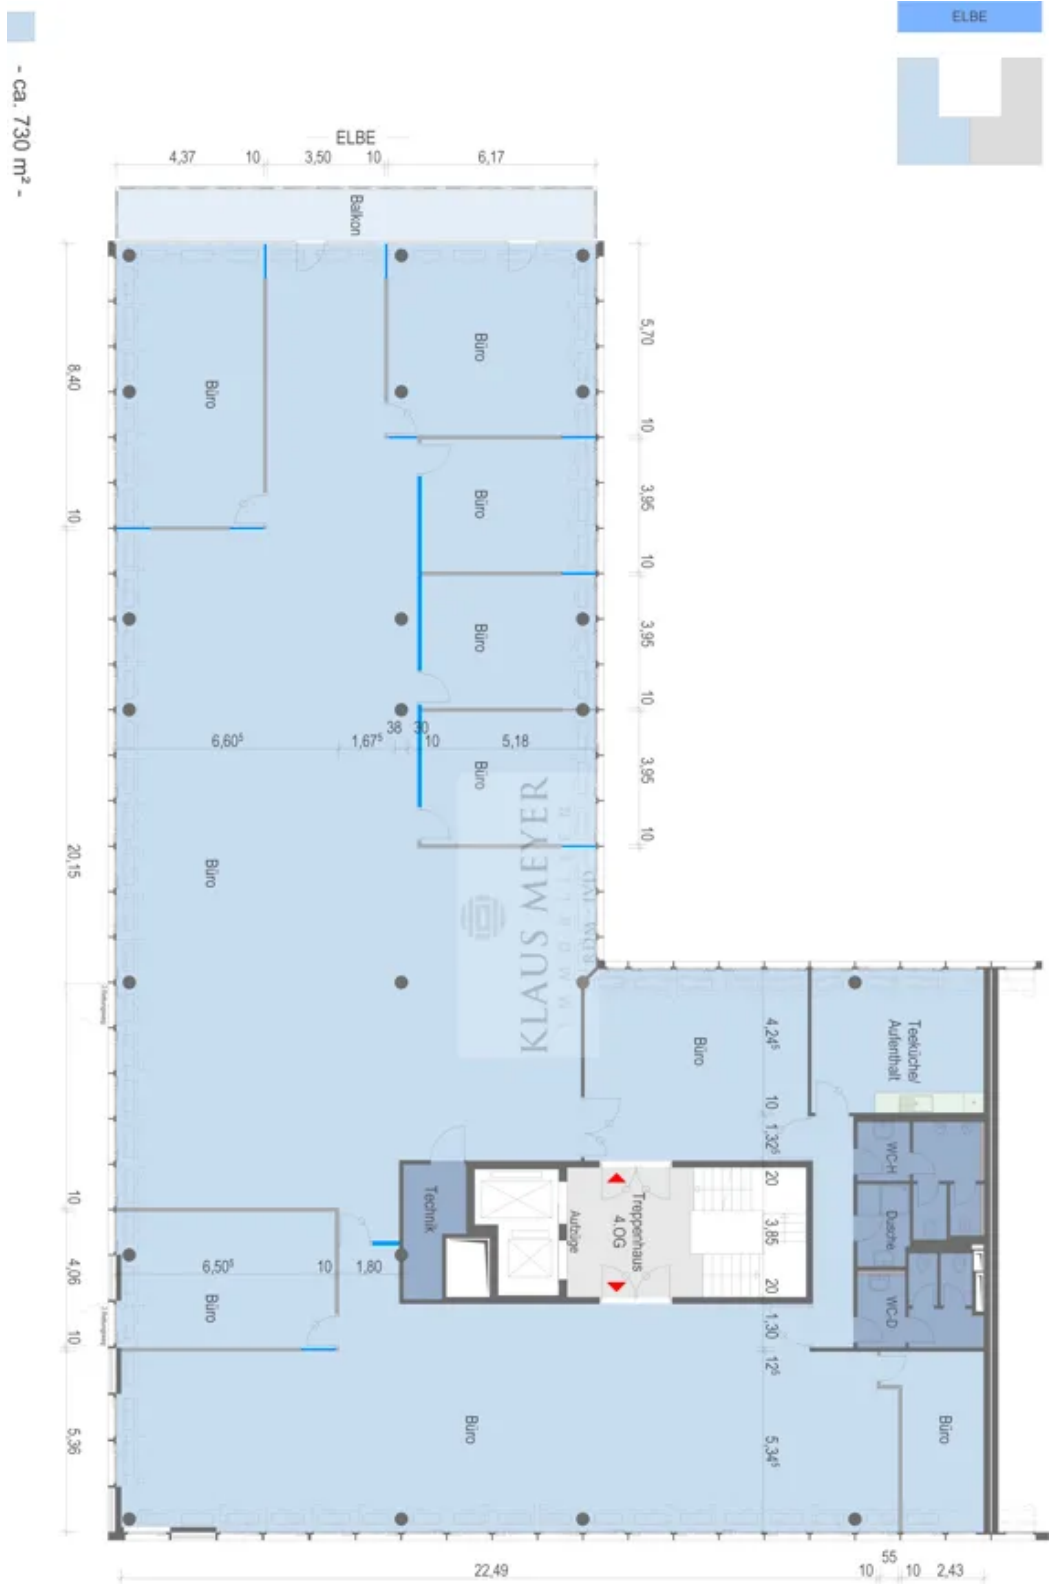 ELBE
- ca. 730 m² -
ELBE
4,37
10
3,50
10
6,17
Balkon
8,40
10
20,15
10
4,06
10
5,36
5,70
10
3,95
10
3,95
10
3,95
10
Büro
Büro
Büro
Büro
Büro
Büro
6,60⁵
1,67⁵
38
30
10
5,18
KLAUS MEYER
IMMOBILIEN
RDM - IVD
Büro
4,24⁵
10
1,32⁵
20
3,85
20
1,30
12⁵
5,34⁵
Teeküche/
Aufenthalt
WC-H
Dusche
WC-D
Technik
Aufzüge
Treppenhaus
4.OG
6,50⁵
10
1,80
Büro
Büro
Büro
22,49
10
55
10
2,43